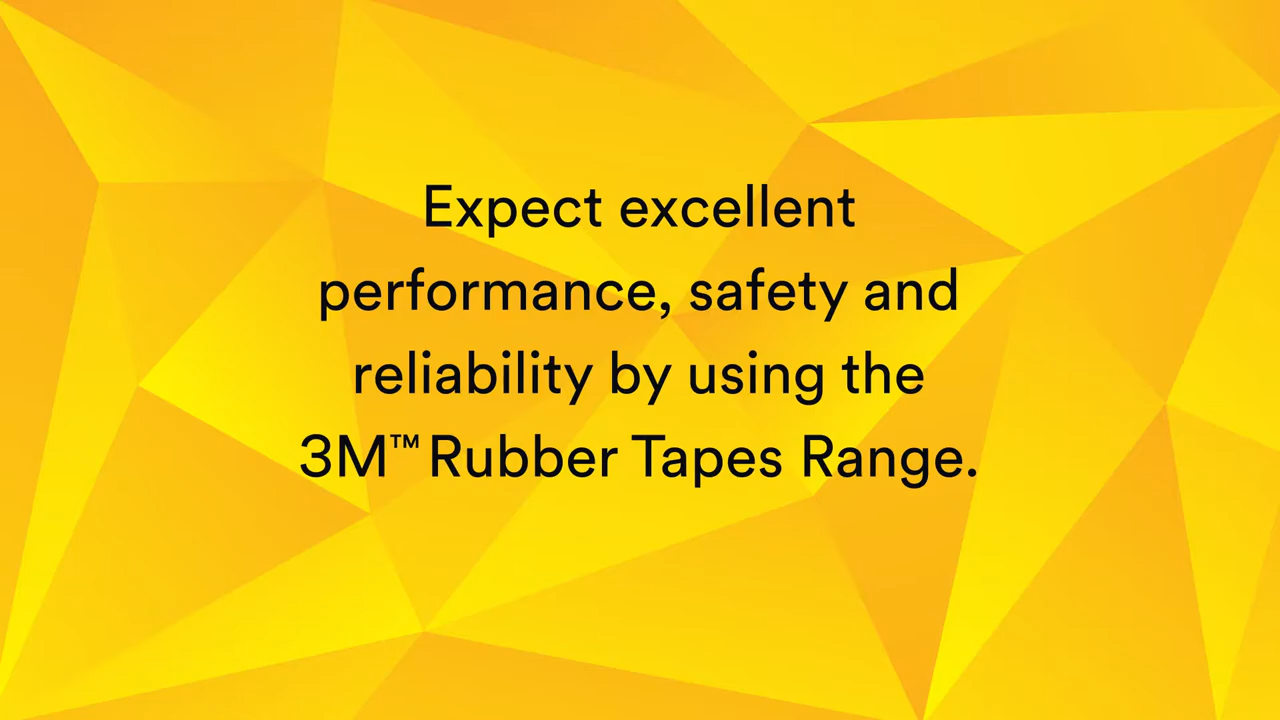 Expect excellent
performance, safety and
reliability by using the
3M™ Rubber Tapes Range.